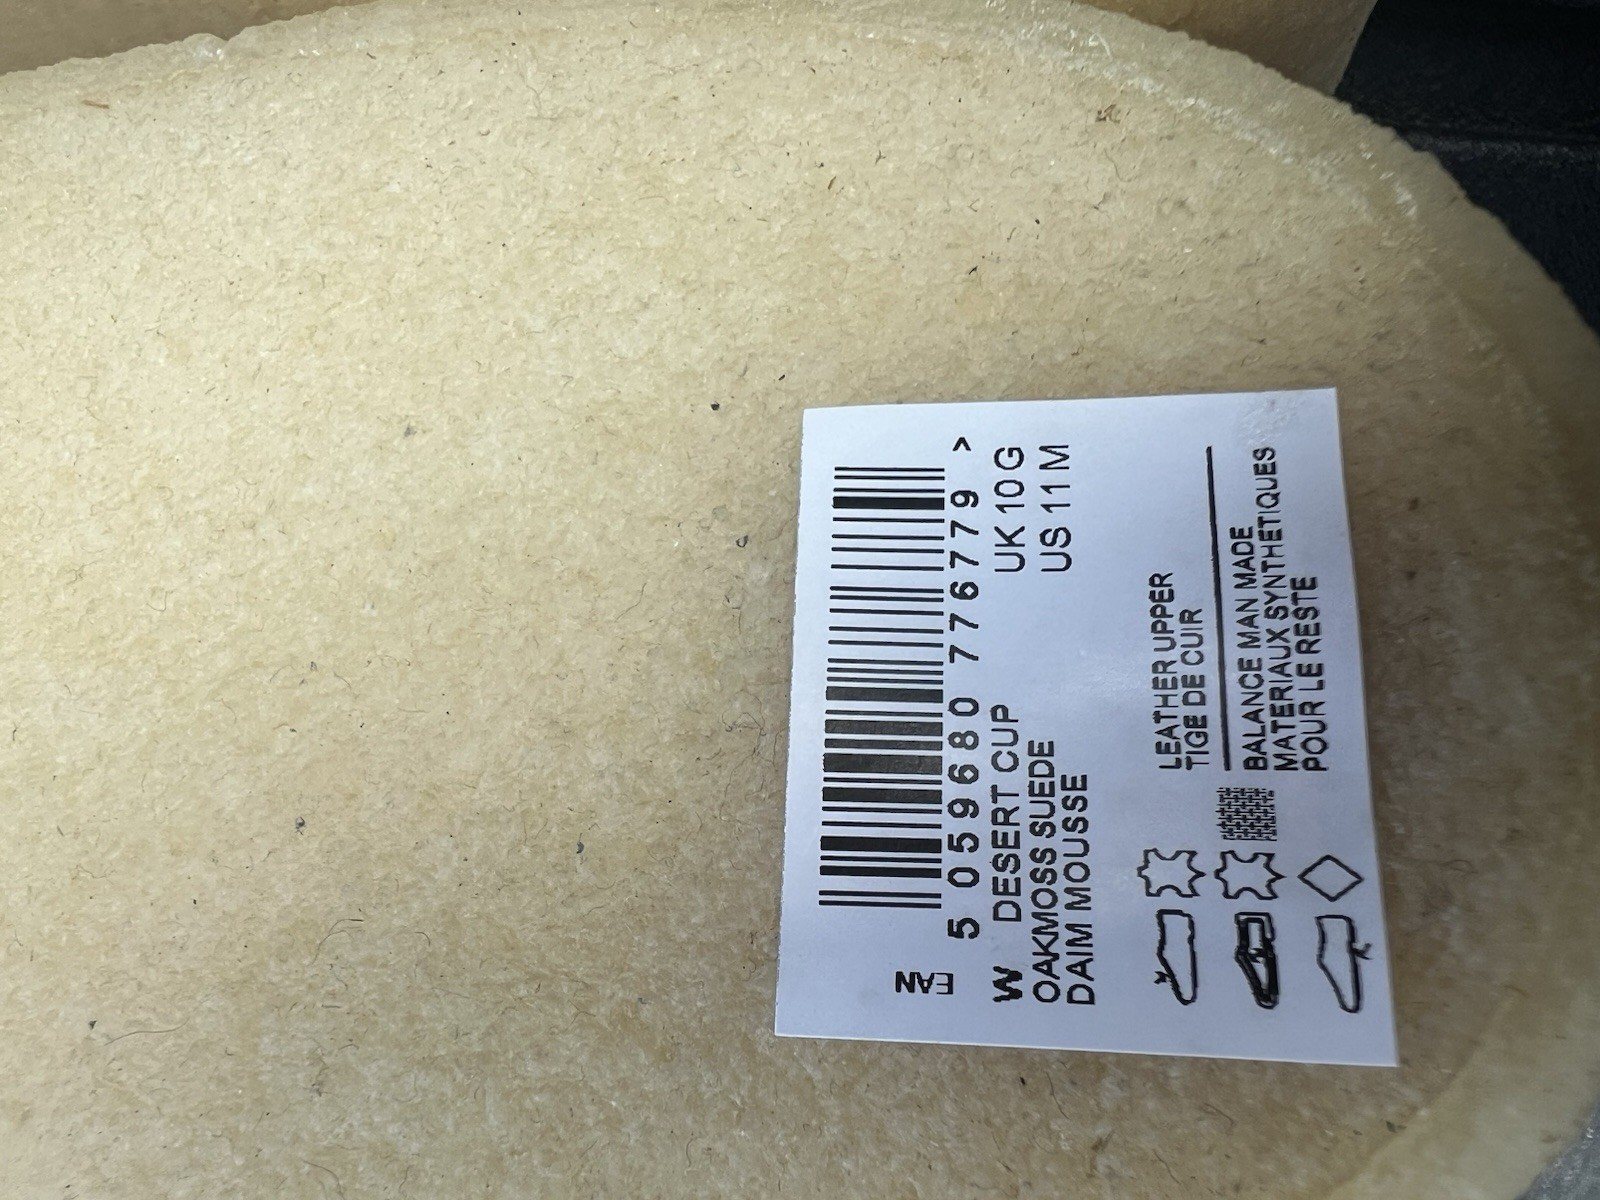 5 059680 776779 >
EAN
W DESERT CUP UK 10 G
OAKMOSS SUEDE US 11 M
DAIM MOUSSE
LEATHER UPPER
TIGE DE CUIR
BALANCE MAN MADE
MATERIAUX SYNTHETIQUES
POUR LE RESTE